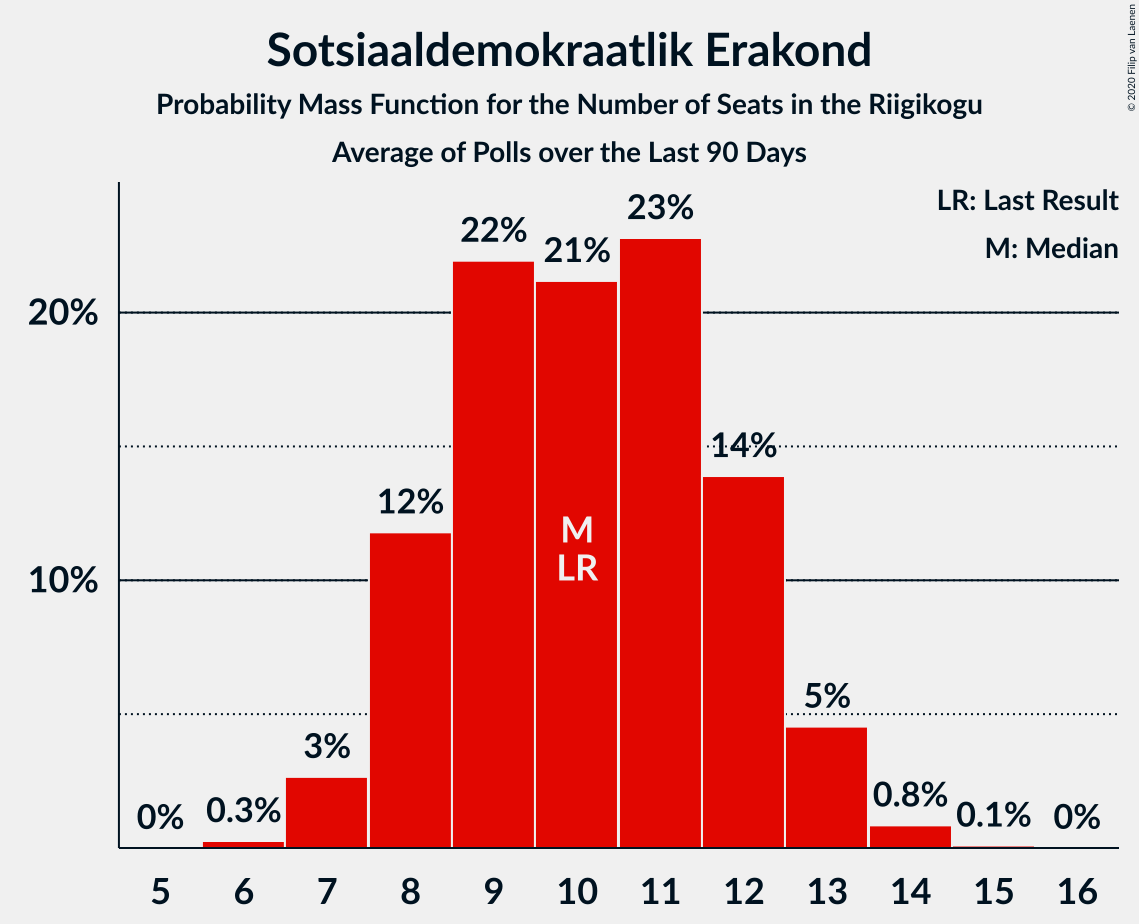 Sotsiaaldemokraatlik Erakond
Probability Mass Function for the Number of Seats in the Riigikogu
Average of Polls over the Last 90 Days
© 2020 Filip van Laenen
LR: Last Result
M: Median
20%
10%
0%
0.3%
3%
12%
22%
21%
23%
14%
5%
0.8%
0.1%
0%
M
LR
5 6 7 8 9 10 11 12 13 14 15 16